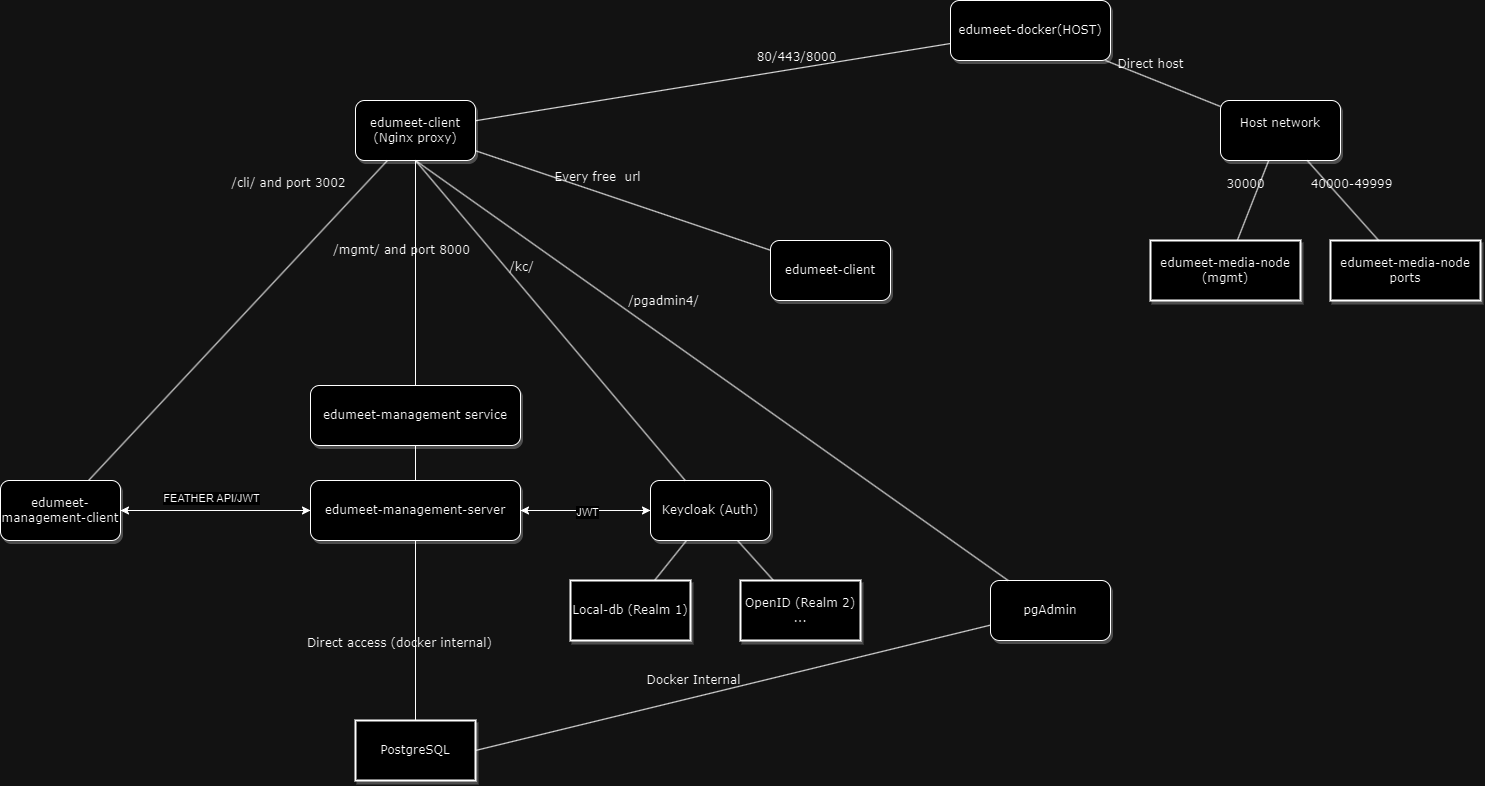 edumeet-docker(HOST)
80/443/8000
Direct host
edumeet-client
(Nginx proxy)
Host network
/cli/ and port 3002
Every free url
30000
40000-49999
/mgmt/ and port 8000
/kc/
edumeet-client
edumeet-media-node
(mgmt)
edumeet-media-node
ports
/pgadmin4/
edumeet-management service
edumeet-
management-client
FEATHER API/JWT
edumeet-management-server
JWT
Keycloak (Auth)
Local-db (Realm 1)
OpenID (Realm 2)
...
pgAdmin
Direct access (docker internal)
Docker Internal
PostgreSQL